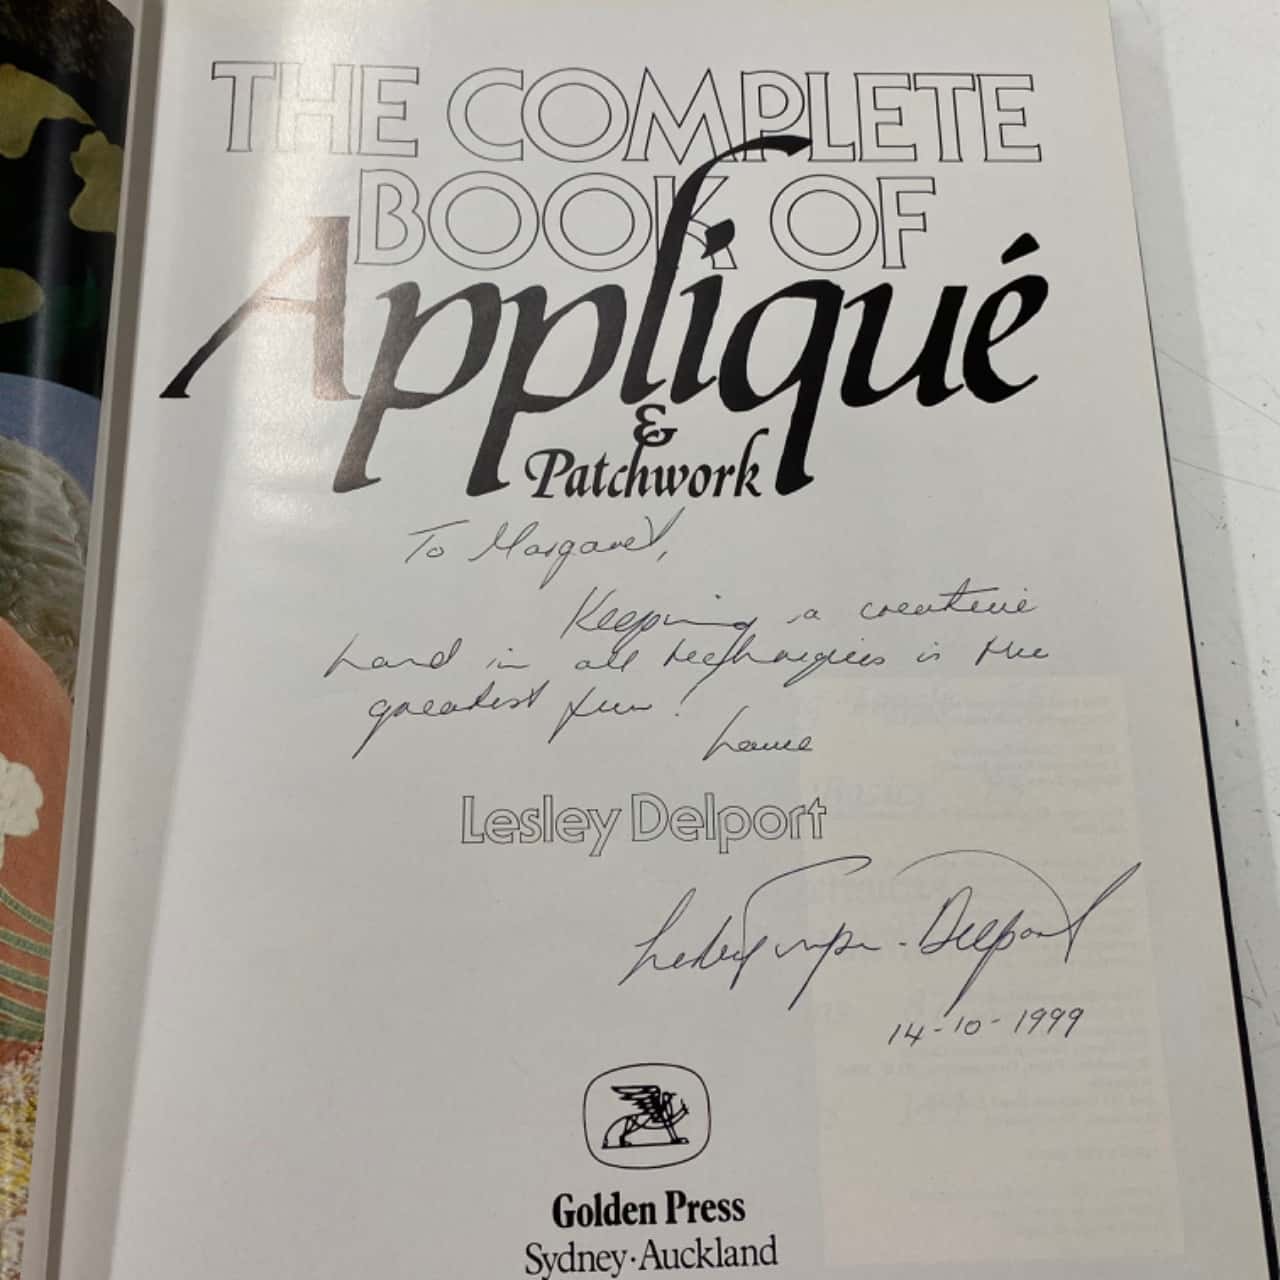 THE COMPLETE
BOOK OF
Appliqué
&
Patchwork
To Margaret,
Keeping a creative
hand in all techniques is the
greatest fun!
Lesley Delport
Delport
14-10-1999
Golden Press
Sydney·Auckland